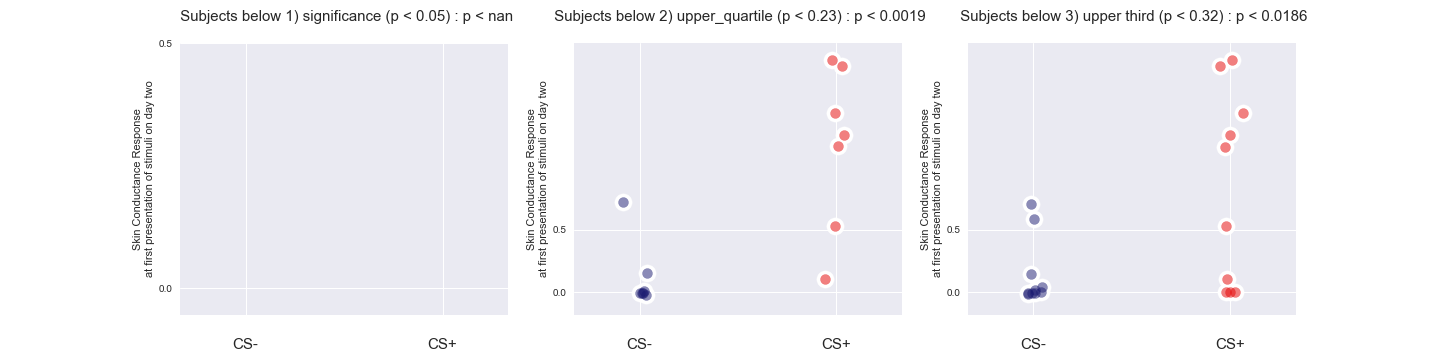 Subjects below 1) significance (p < 0.05) : p < nan
Subjects below 2) upper_quartile (p < 0.23) : p < 0.0019
Subjects below 3) upper third (p < 0.32) : p < 0.0186
Skin Conductance Response
at first presentation of stimuli on day two
0.5
0.0
CS-
CS+
Skin Conductance Response
at first presentation of stimuli on day two
0.5
0.0
CS-
CS+
Skin Conductance Response
at first presentation of stimuli on day two
0.5
0.0
CS-
CS+